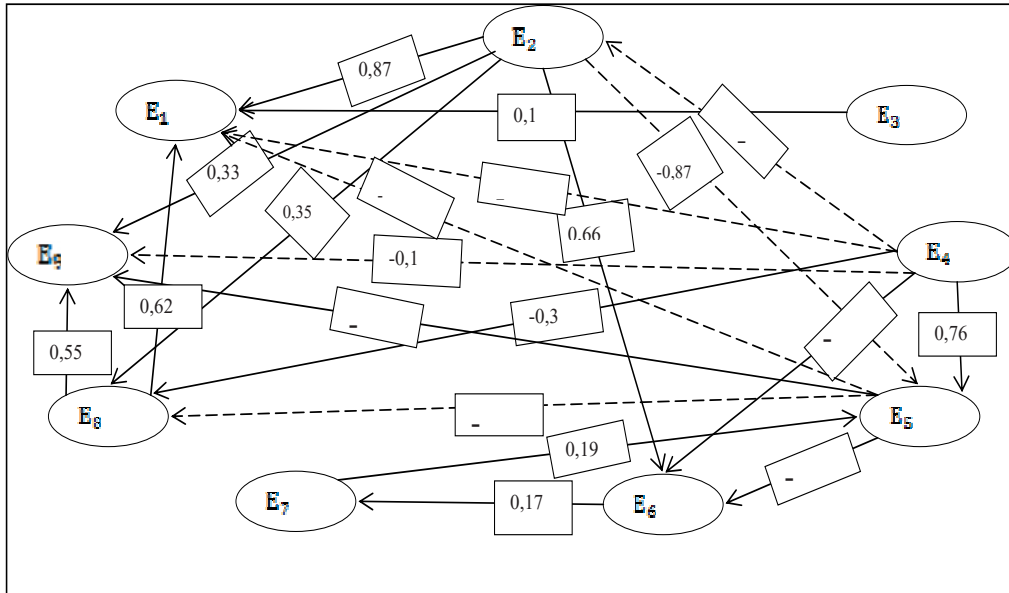 E₂
0,87
E₁
0,1
E₃
-
0,33
-
-
-0,87
0,35
0.66
E₉
-0,1
E₄
0,62
-
-0,3
-
0,76
0,55
E₈
-
E₅
0,19
-
E₇
0,17
E₆